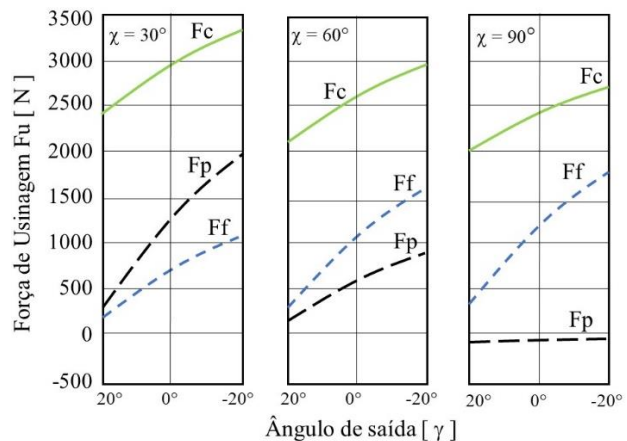 Força de Usinagem Fu [ N ]
3500
3000
2500
2000
1500
1000
500
0
-500
χ = 30°
Fc
Fp
Ff
20°
0°
-20°
χ = 60°
Fc
Ff
Fp
20°
0°
-20°
χ = 90°
Fc
Ff
Fp
20°
0°
-20°
Ângulo de saída [ γ ]